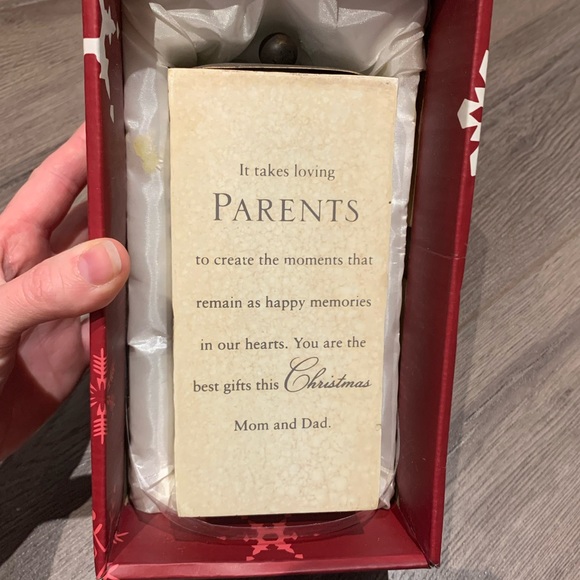 It takes loving
PARENTS
to create the moments that
remain as happy memories
in our hearts. You are the
best gifts this Christmas
Mom and Dad.